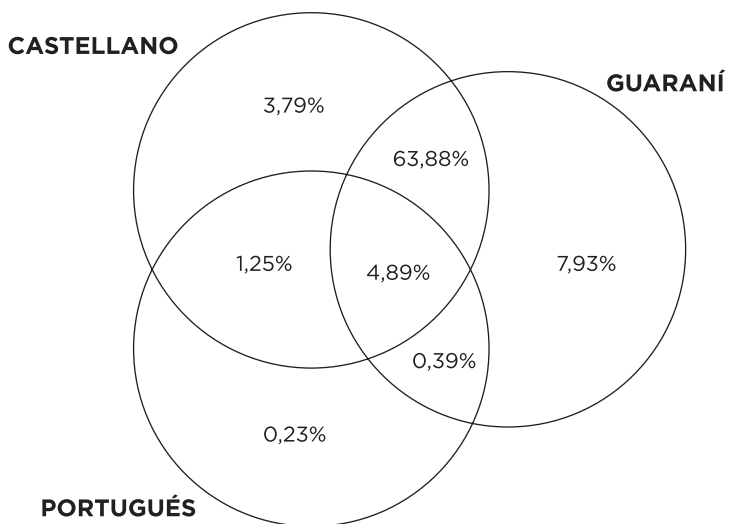 CASTELLANO
GUARANÍ
3,79%
63,88%
1,25%
4,89%
7,93%
0,39%
0,23%
PORTUGUÉS